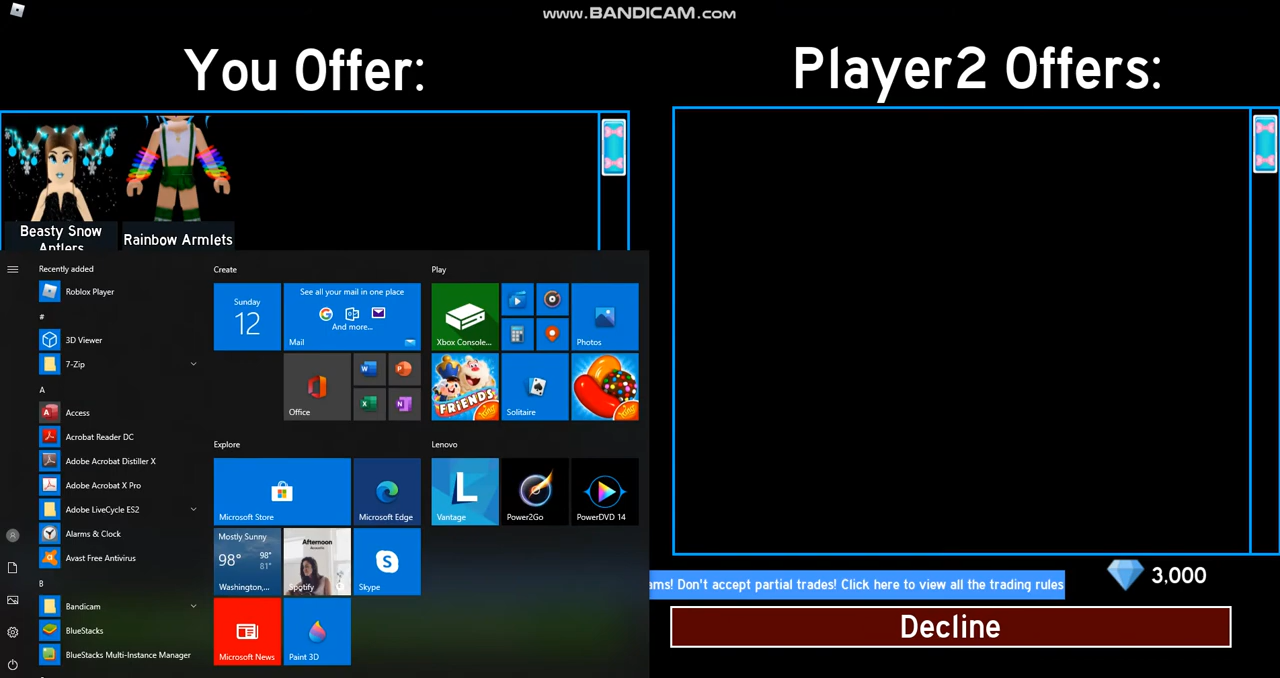 www.BANDICAM.com
You Offer:
Player2 Offers:
Beasty Snow
Antlers
Rainbow Armlets
Recently added
Roblox Player
#
3D Viewer
7-Zip
A
Access
Acrobat Reader DC
Adobe Acrobat Distiller X
Adobe Acrobat X Pro
Adobe LiveCycle ES2
Alarms & Clock
Avast Free Antivirus
B
Bandicam
BlueStacks
BlueStacks Multi-Instance Manager
Create
Sunday
12
See all your mail in one place
And more...
Mail
Office
Explore
Microsoft Store
Microsoft Edge
Mostly Sunny
98° 98°
81°
Washington,...
Afternoon
Spotify
Skype
Microsoft News
Paint 3D
Play
Xbox Console...
Photos
FRIENDS
King
Solitaire
King
Lenovo
L
Vantage
Power2Go
PowerDVD 14
ams! Don't accept partial trades! Click here to view all the trading rules
3,000
Decline